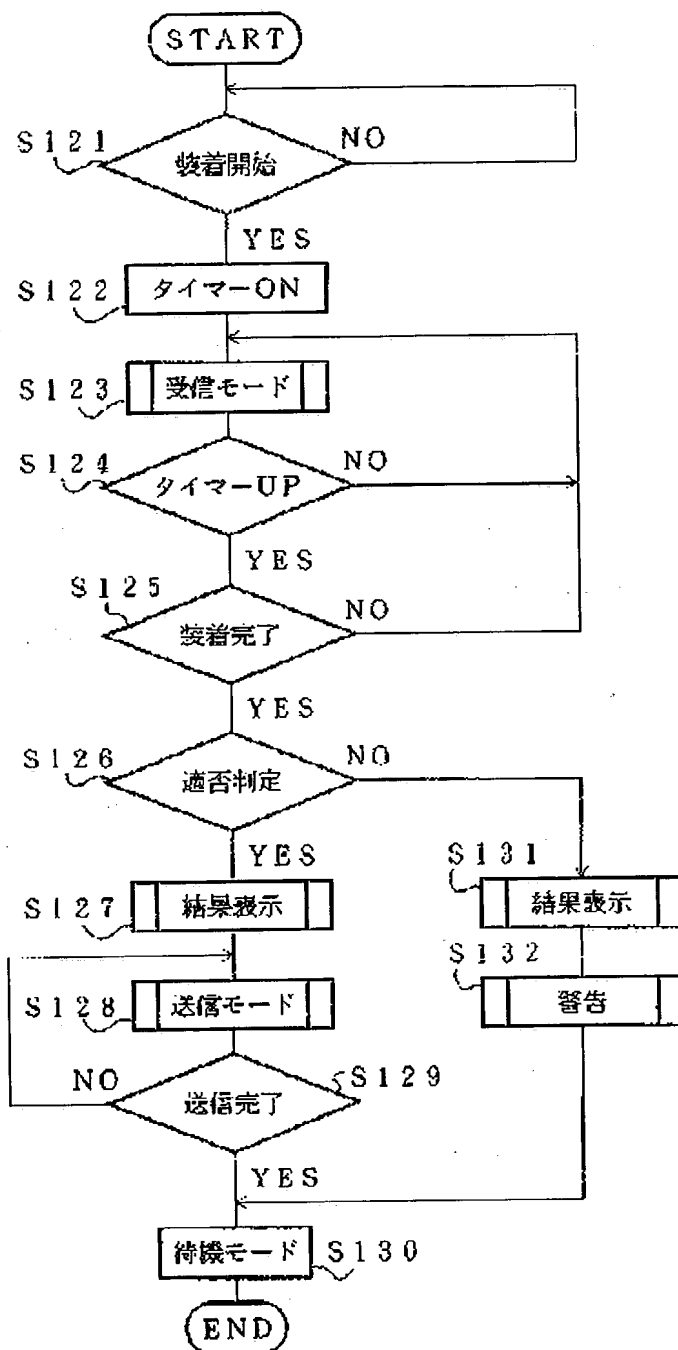 START
S121
装着開始
NO
YES
S122
タイマーON
S123
受信モード
S124
タイマーUP
NO
YES
S125
装着完了
NO
YES
S126
適否判定
NO
YES
S127
結果表示
S131
結果表示
S128
送信モード
S132
警告
NO
送信完了
S129
YES
待機モード
S130
END